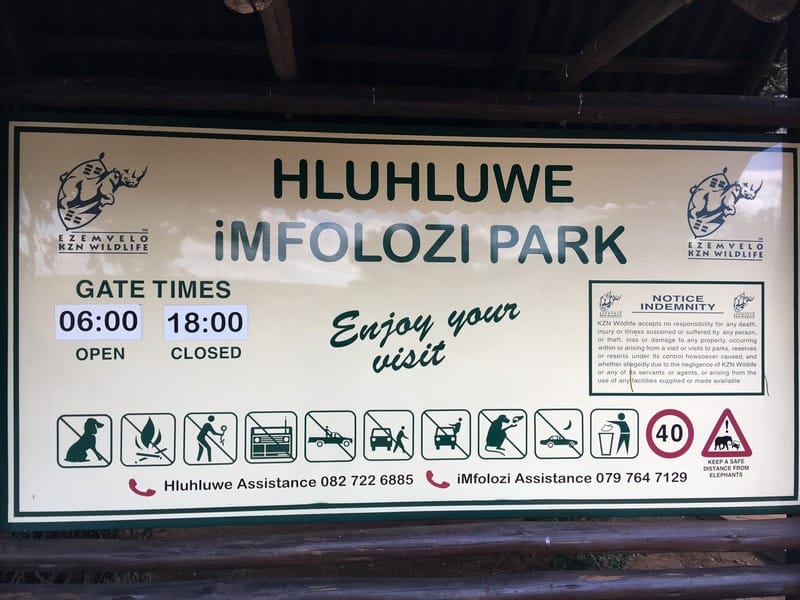 HLUHLUWE
iMFOLOZI PARK
EZEMVELO
KZN WILDLIFE
EZEMVELO
KZN WILDLIFE
GATE TIMES
06:00 18:00
OPEN CLOSED
Enjoy your
visit
NOTICE
INDEMNITY
KZN Wildlife accepts no responsibility for any death,
injury or illness sustained or suffered by any person,
or theft, loss or damage to any property, occurring
within or arising from a visit or visits to parks, reserves
or resorts under its control howsoever caused, and
whether allegedly due to the negligence of KZN Wildlife
or any of its servants or agents, or arising from the
use of any facilities supplied or made available.
40
KEEP A SAFE
DISTANCE FROM
ELEPHANTS
Hluhluwe Assistance 082 722 6885
iMfolozi Assistance 079 764 7129